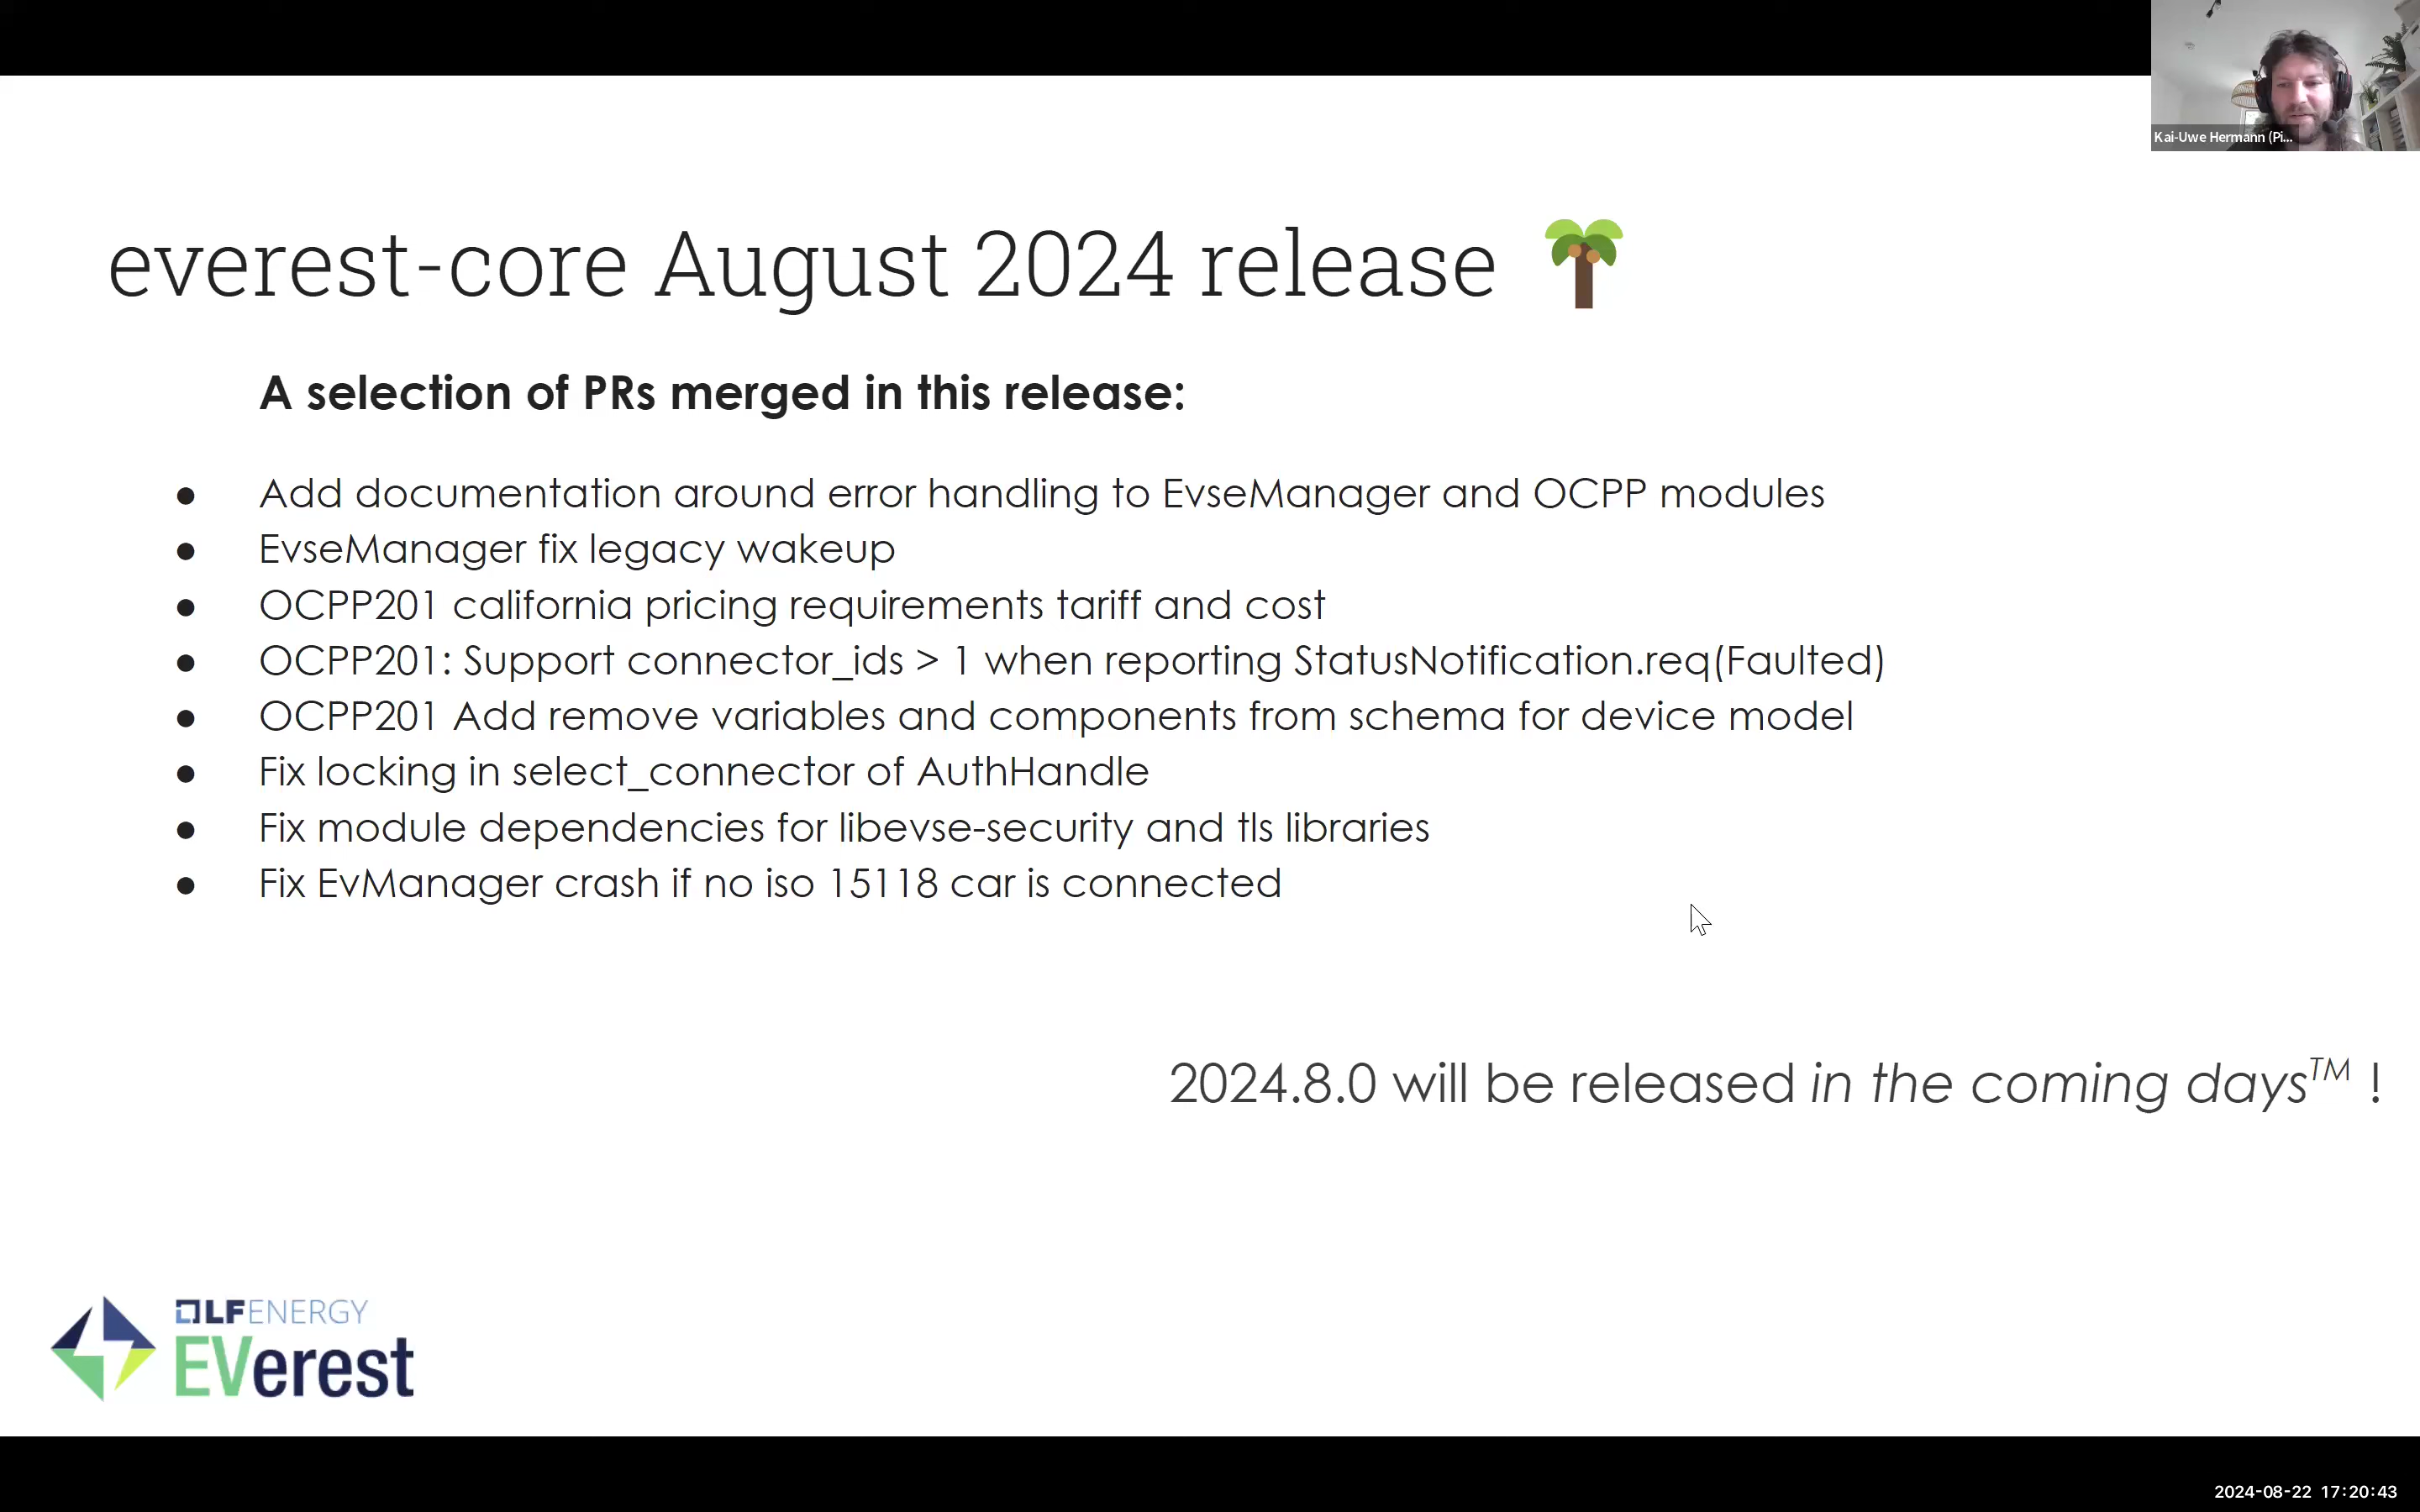 Kai-Uwe Hermann (Pi...
everest-core August 2024 release
A selection of PRs merged in this release:
● Add documentation around error handling to EvseManager and OCPP modules
● EvseManager fix legacy wakeup
● OCPP201 california pricing requirements tariff and cost
● OCPP201: Support connector_ids > 1 when reporting StatusNotification.req(Faulted)
● OCPP201 Add remove variables and components from schema for device model
● Fix locking in select_connector of AuthHandle
● Fix module dependencies for libevse-security and tls libraries
● Fix EvManager crash if no iso 15118 car is connected
2024.8.0 will be released in the coming days™ !
LFENERGY
EVerest
2024-08-22 17:20:43